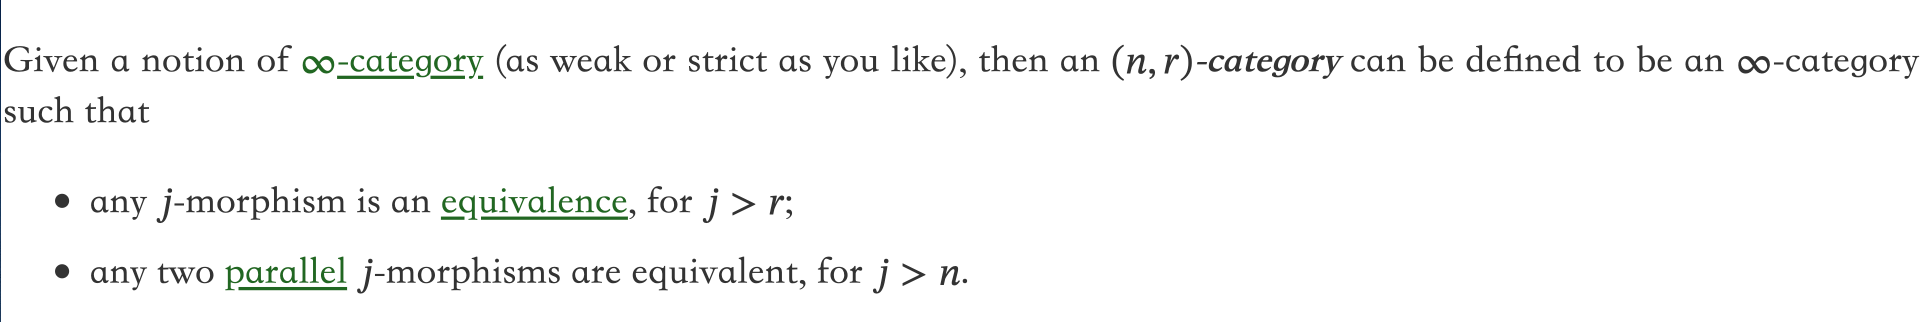 Given a notion of ∞-category (as weak or strict as you like), then an (n, r)-category can be defined to be an ∞-category
such that
• any j-morphism is an equivalence, for j > r;
• any two parallel j-morphisms are equivalent, for j > n.